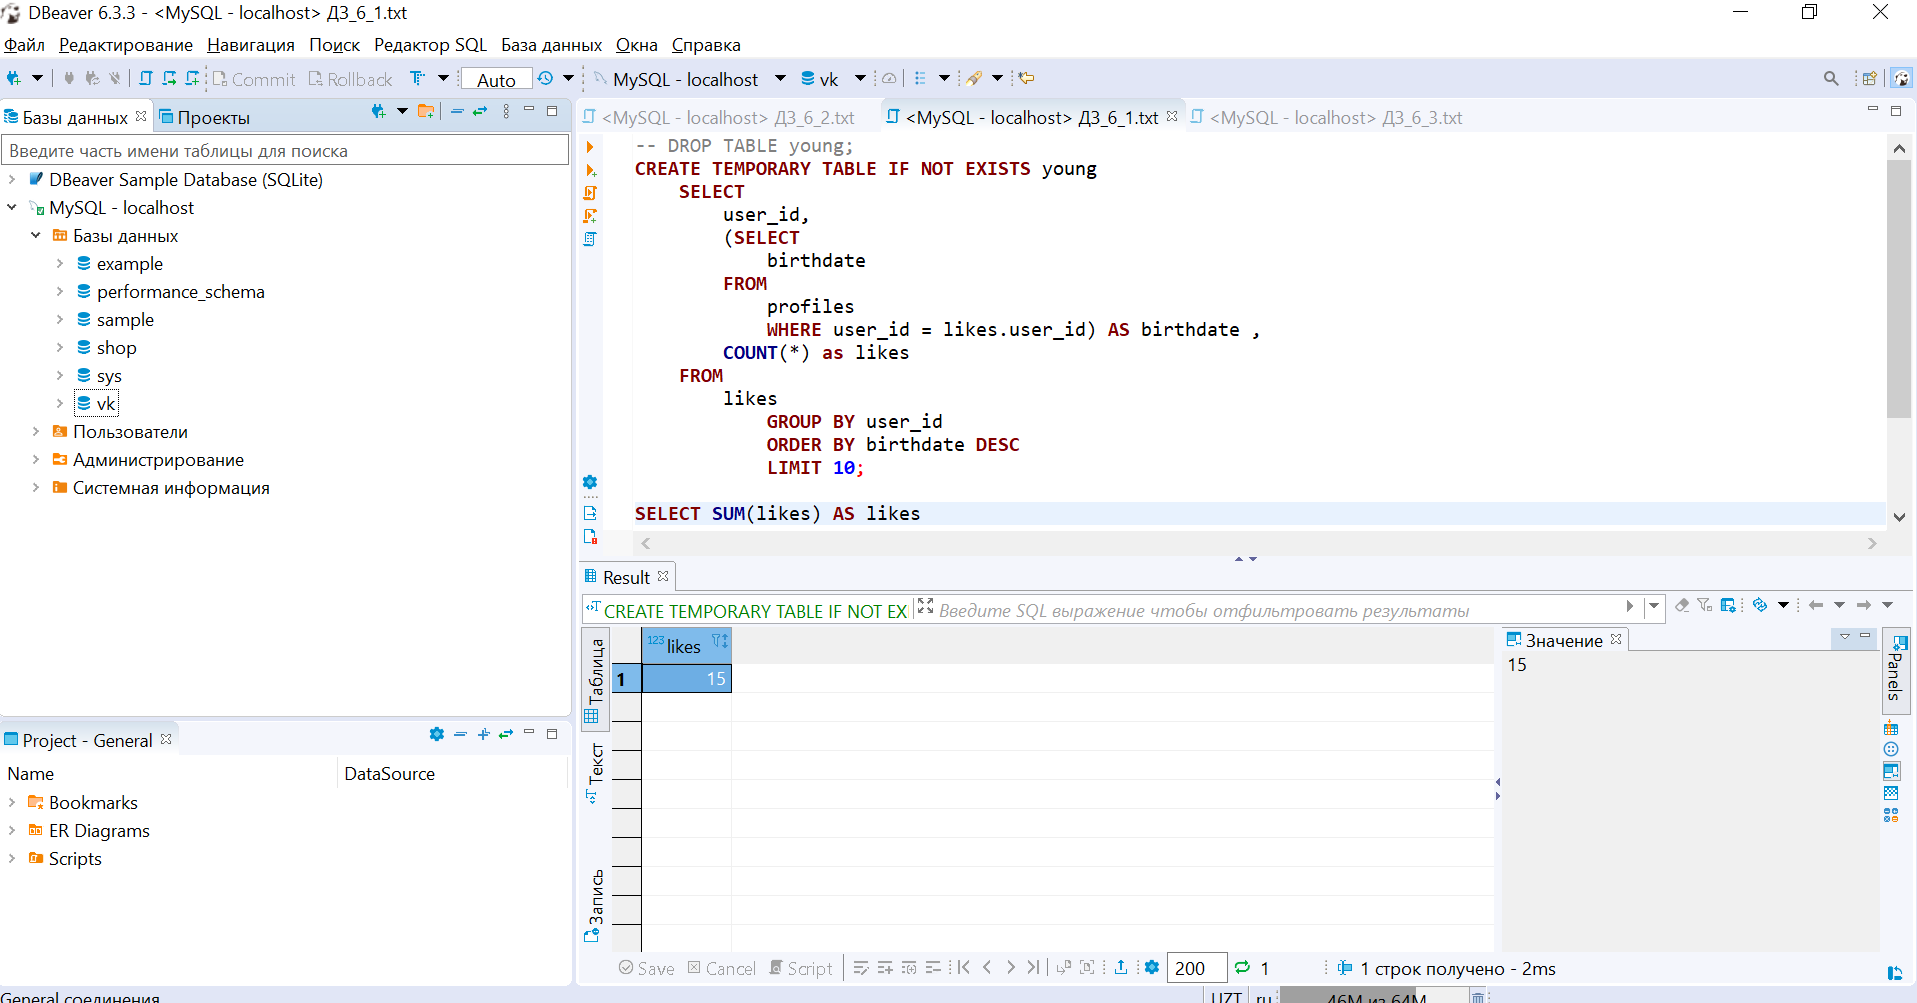 DBeaver 6.3.3 - <MySQL - localhost> ДЗ_6_1.txt
Файл Редактирование Навигация Поиск Редактор SQL База данных Окна Справка
Commit Rollback Auto MySQL - localhost vk
Базы данных Проекты
Введите часть имени таблицы для поиска
DBeaver Sample Database (SQLite)
MySQL - localhost
Базы данных
example
performance_schema
sample
shop
sys
vk
Пользователи
Администрирование
Системная информация
Project - General
Name DataSource
Bookmarks
ER Diagrams
Scripts
<MySQL - localhost> ДЗ_6_2.txt <MySQL - localhost> ДЗ_6_1.txt <MySQL - localhost> ДЗ_6_3.txt
-- DROP TABLE young;
CREATE TEMPORARY TABLE IF NOT EXISTS young
SELECT
user_id,
(SELECT
birthdate
FROM
profiles
WHERE user_id = likes.user_id) AS birthdate ,
COUNT(*) as likes
FROM
likes
GROUP BY user_id
ORDER BY birthdate DESC
LIMIT 10;
SELECT SUM(likes) AS likes
Result
CREATE TEMPORARY TABLE IF NOT EX Введите SQL выражение чтобы отфильтровать результаты
Таблица
Текст
Запись
123 likes
1 15
Значение
15
Panels
Save Cancel Script 200 1 1 строк получено - 2ms
General соединения
UZT ru 46M из 64M